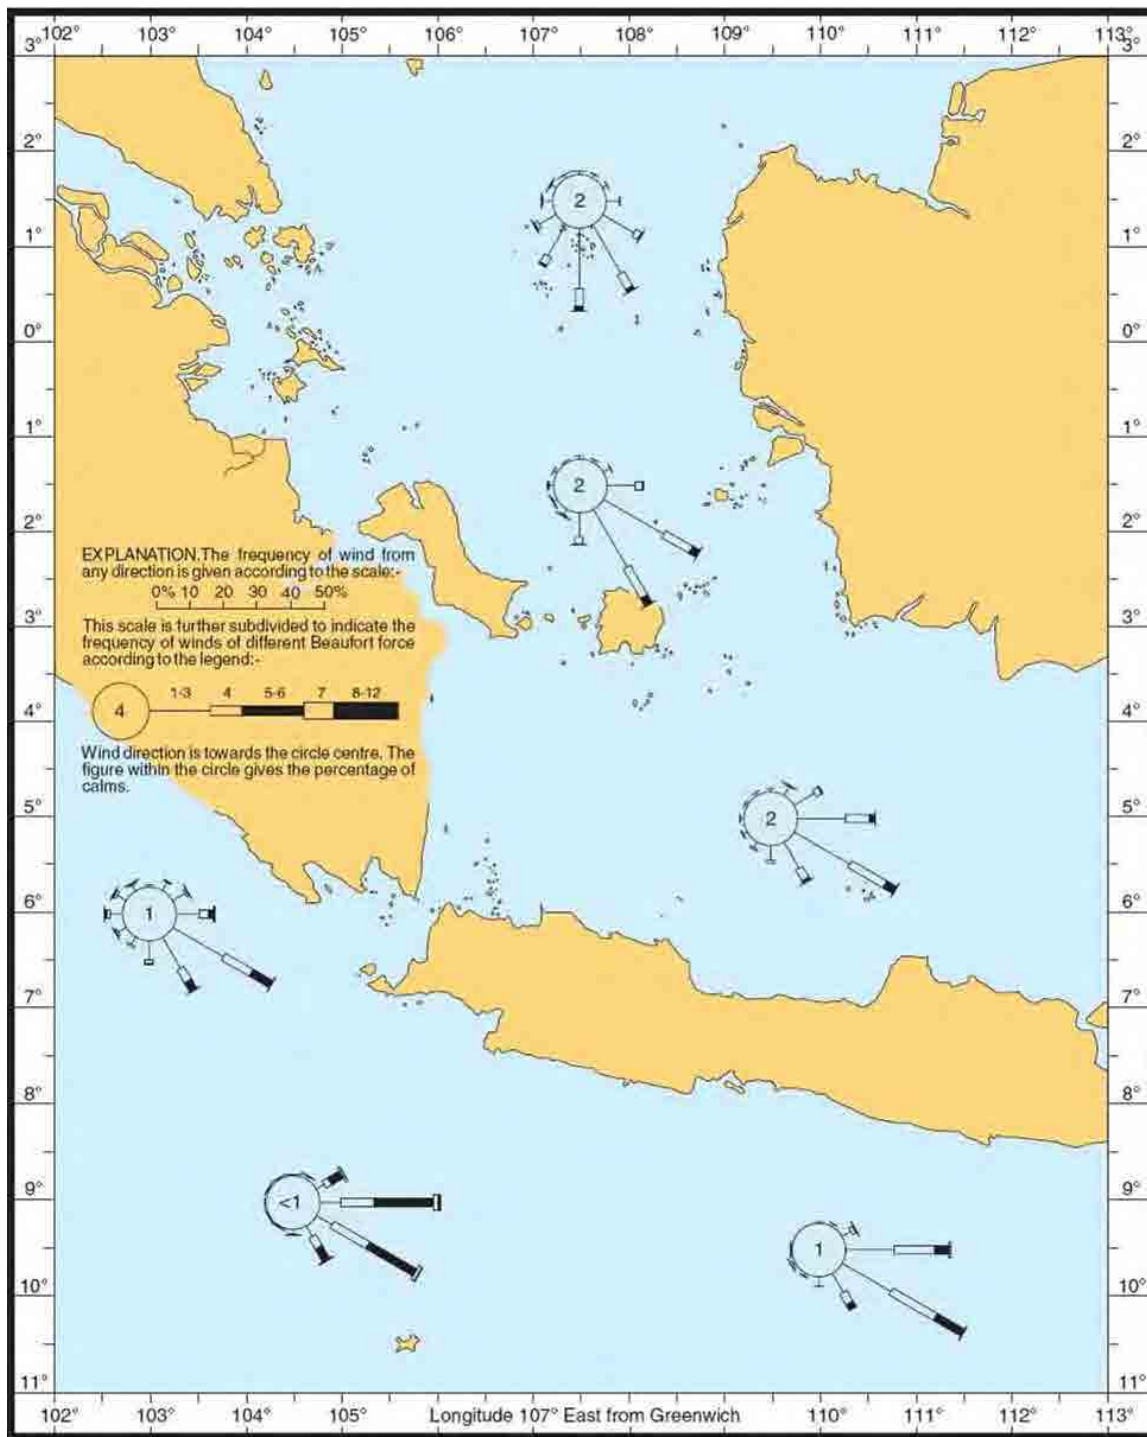 102° 103° 104° 105° 106° 107° 108° 109° 110° 111° 112° 113°
3° 3°
2° 2°
2
1° 1°
0° 0°
1° 1°
2
2° 2°
EXPLANATION. The frequency of wind from
any direction is given according to the scale:-
0% 10 20 30 40 50%
3° 3°
This scale is further subdivided to indicate the
frequency of winds of different Beaufort force
according to the legend:-
1-3 4 5-6 7 8-12
4
4° 4°
Wind direction is towards the circle centre. The
figure within the circle gives the percentage of
calms.
5° 5°
2
6° 6°
1
7° 7°
8° 8°
9° 9°
<1
1
10° 10°
11° 11°
102° 103° 104° 105° Longitude 107° East from Greenwich 110° 111° 112° 113°